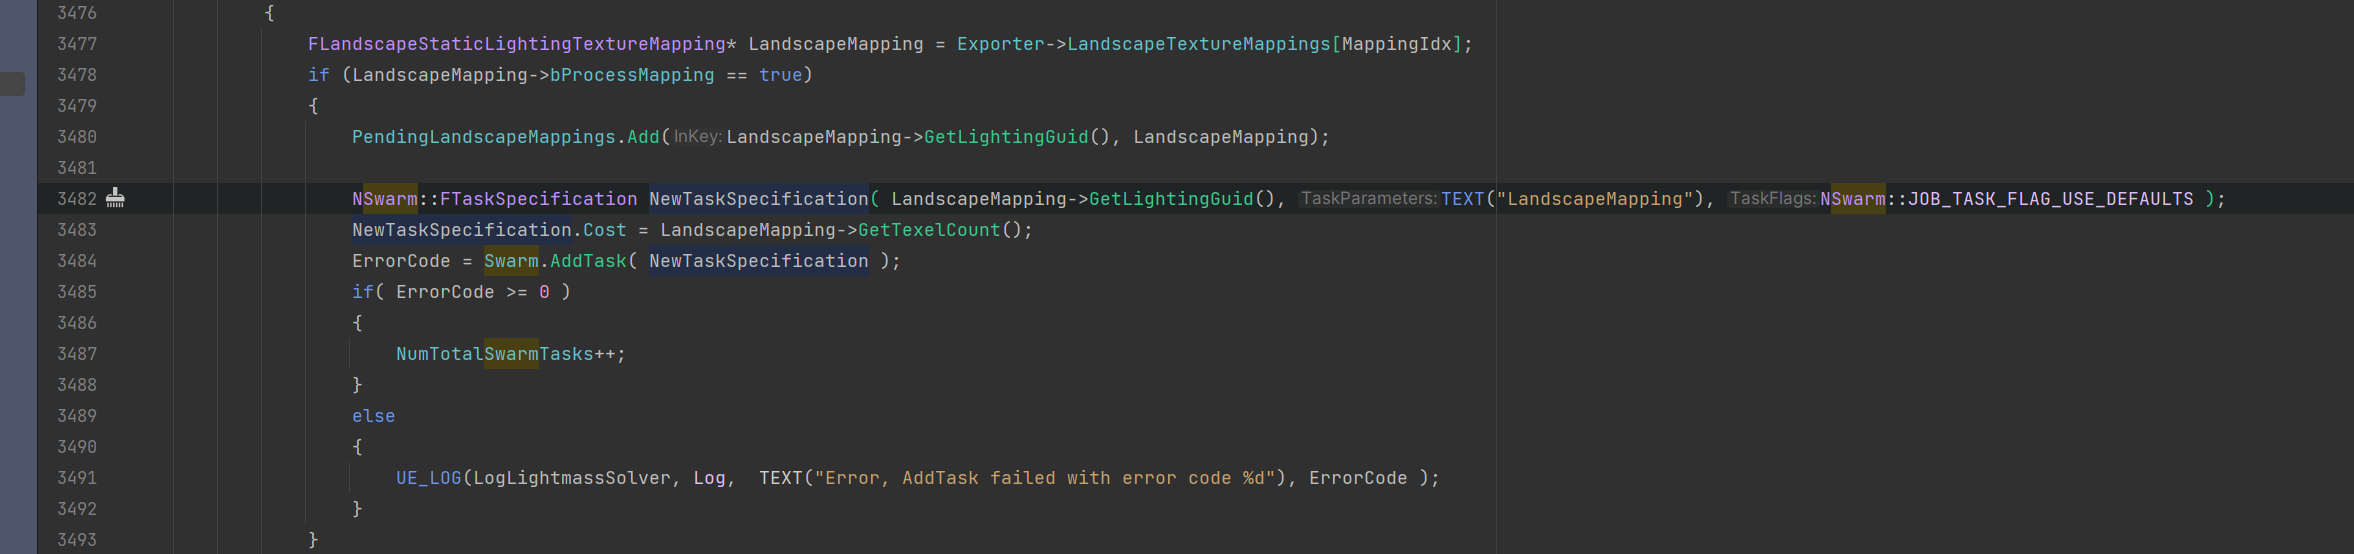 3476 {
3477 FLandscapeStaticLightingTextureMapping* LandscapeMapping = Exporter->LandscapeTextureMappings[MappingIdx];
3478 if (LandscapeMapping->bProcessMapping == true)
3479 {
3480 PendingLandscapeMappings.Add(InKey: LandscapeMapping->GetLightingGuid(), LandscapeMapping);
3481
3482 NSwarm::FTaskSpecification NewTaskSpecification( LandscapeMapping->GetLightingGuid(), TaskParameters: TEXT("LandscapeMapping"), TaskFlags: NSwarm::JOB_TASK_FLAG_USE_DEFAULTS );
3483 NewTaskSpecification.Cost = LandscapeMapping->GetTexelCount();
3484 ErrorCode = Swarm.AddTask( NewTaskSpecification );
3485 if( ErrorCode >= 0 )
3486 {
3487 NumTotalSwarmTasks++;
3488 }
3489 else
3490 {
3491 UE_LOG(LogLightmassSolver, Log,  TEXT("Error, AddTask failed with error code %d"), ErrorCode );
3492 }
3493 }